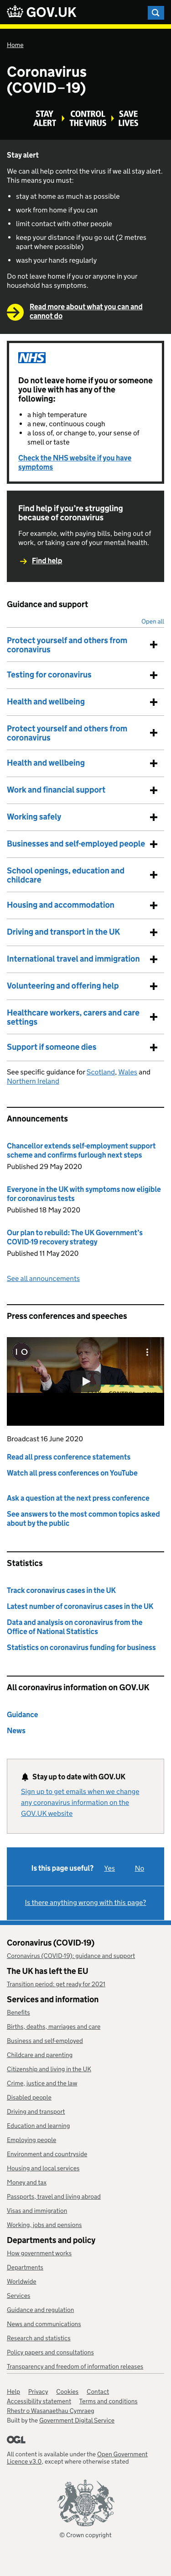 GOV.UK
Home
Coronavirus
(COVID-19)
STAY
ALERT
CONTROL
THE VIRUS
SAVE
LIVES
Stay alert
We can all help control the virus if we all stay alert.
This means you must:
stay at home as much as possible
work from home if you can
limit contact with other people
keep your distance if you go out (2 metres
apart where possible)
wash your hands regularly
Do not leave home if you or anyone in your
household has symptoms.
Read more about what you can and
cannot do
NHS
Do not leave home if you or someone
you live with has any of the
following:
a high temperature
a new, continuous cough
a loss of, or change to, your sense of
smell or taste
Check the NHS website if you have
symptoms
Find help if you’re struggling
because of coronavirus
For example, with paying bills, being out of
work, or taking care of your mental health.
Find help
Guidance and support
Open all
Protect yourself and others from
coronavirus
Testing for coronavirus
Health and wellbeing
Protect yourself and others from
coronavirus
Health and wellbeing
Work and financial support
Working safely
Businesses and self-employed people
School openings, education and
childcare
Housing and accommodation
Driving and transport in the UK
International travel and immigration
Volunteering and offering help
Healthcare workers, carers and care
settings
Support if someone dies
See specific guidance for Scotland, Wales and
Northern Ireland
Announcements
Chancellor extends self-employment support
scheme and confirms furlough next steps
Published 29 May 2020
Everyone in the UK with symptoms now eligible
for coronavirus tests
Published 18 May 2020
Our plan to rebuild: The UK Government’s
COVID-19 recovery strategy
Published 11 May 2020
See all announcements
Press conferences and speeches
Broadcast 16 June 2020
Read all press conference statements
Watch all press conferences on YouTube
Ask a question at the next press conference
See answers to the most common topics asked
about by the public
Statistics
Track coronavirus cases in the UK
Latest number of coronavirus cases in the UK
Data and analysis on coronavirus from the
Office of National Statistics
Statistics on coronavirus funding for business
All coronavirus information on GOV.UK
Guidance
News
Stay up to date with GOV.UK
Sign up to get emails when we change
any coronavirus information on the
GOV.UK website
Is this page useful? Yes No
Is there anything wrong with this page?
Coronavirus (COVID-19)
Coronavirus (COVID-19): guidance and support
The UK has left the EU
Transition period: get ready for 2021
Services and information
Benefits
Births, deaths, marriages and care
Business and self-employed
Childcare and parenting
Citizenship and living in the UK
Crime, justice and the law
Disabled people
Driving and transport
Education and learning
Employing people
Environment and countryside
Housing and local services
Money and tax
Passports, travel and living abroad
Visas and immigration
Working, jobs and pensions
Departments and policy
How government works
Departments
Worldwide
Services
Guidance and regulation
News and communications
Research and statistics
Policy papers and consultations
Transparency and freedom of information releases
Help Privacy Cookies Contact
Accessibility statement Terms and conditions
Rhestr o Wasanaethau Cymraeg
Built by the Government Digital Service
OGL
All content is available under the Open Government
Licence v3.0, except where otherwise stated
© Crown copyright